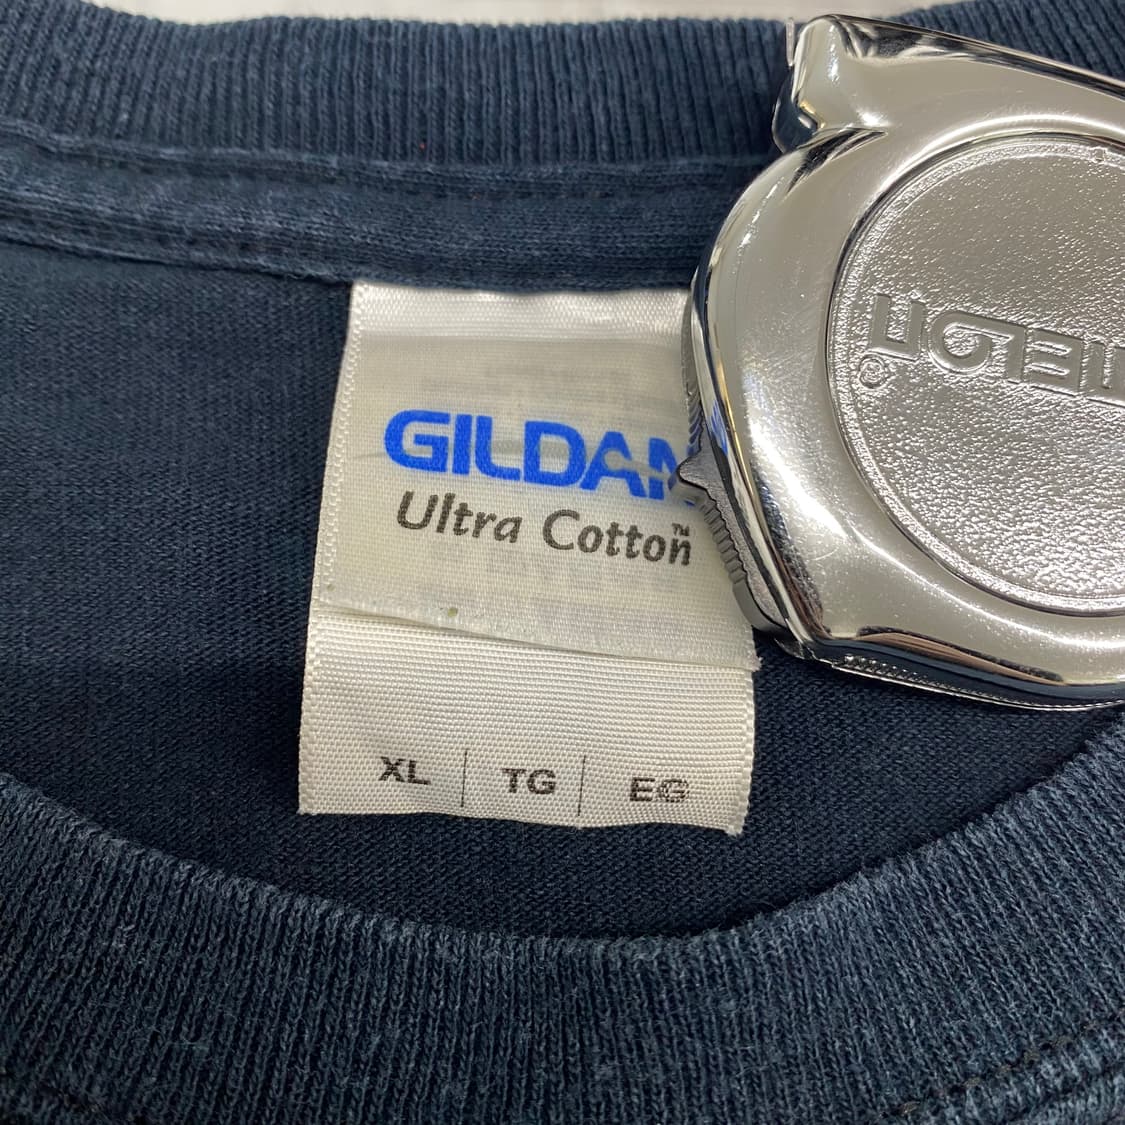 GILDAN
Ultra Cotton™
XL | TG | EG